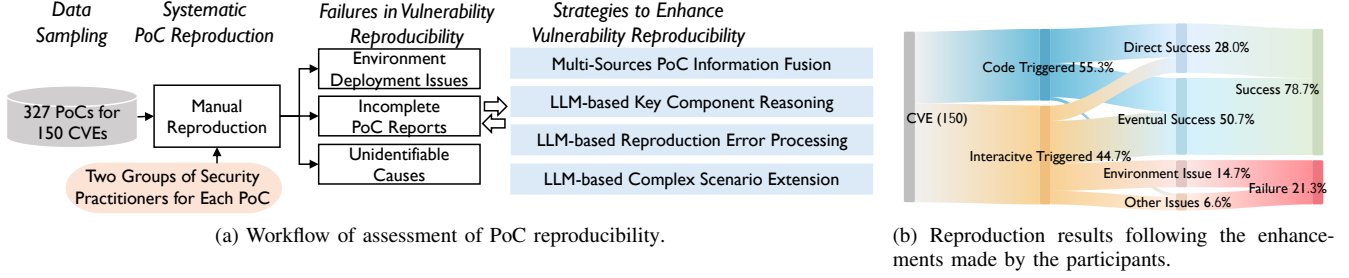 Data
Sampling
Systematic
PoC Reproduction
Failures in Vulnerability
Reproducibility
Strategies to Enhance
Vulnerability Reproducibility
327 PoCs for
150 CVEs
Manual
Reproduction
Two Groups of Security
Practitioners for Each PoC
Environment
Deployment Issues
Incomplete
PoC Reports
Unidentifiable
Causes
Multi-Sources PoC Information Fusion
LLM-based Key Component Reasoning
LLM-based Reproduction Error Processing
LLM-based Complex Scenario Extension
(a) Workflow of assessment of PoC reproducibility.
CVE (150)
Code Triggered 55.3%
Interacitve Triggered 44.7%
Direct Success 28.0%
Eventual Success 50.7%
Environment Issue 14.7%
Other Issues 6.6%
Success 78.7%
Failure 21.3%
(b) Reproduction results following the enhance-
ments made by the participants.